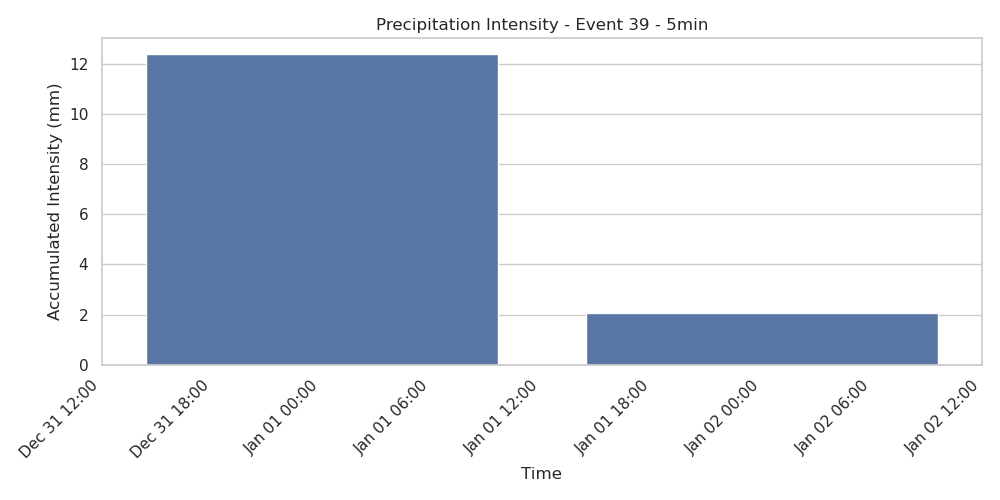 Precipitation Intensity - Event 39 - 5min
Accumulated Intensity (mm)
12
10
8
6
4
2
0
Dec 31 12:00
Dec 31 18:00
Jan 01 00:00
Jan 01 06:00
Jan 01 12:00
Jan 01 18:00
Jan 02 00:00
Jan 02 06:00
Jan 02 12:00
Time